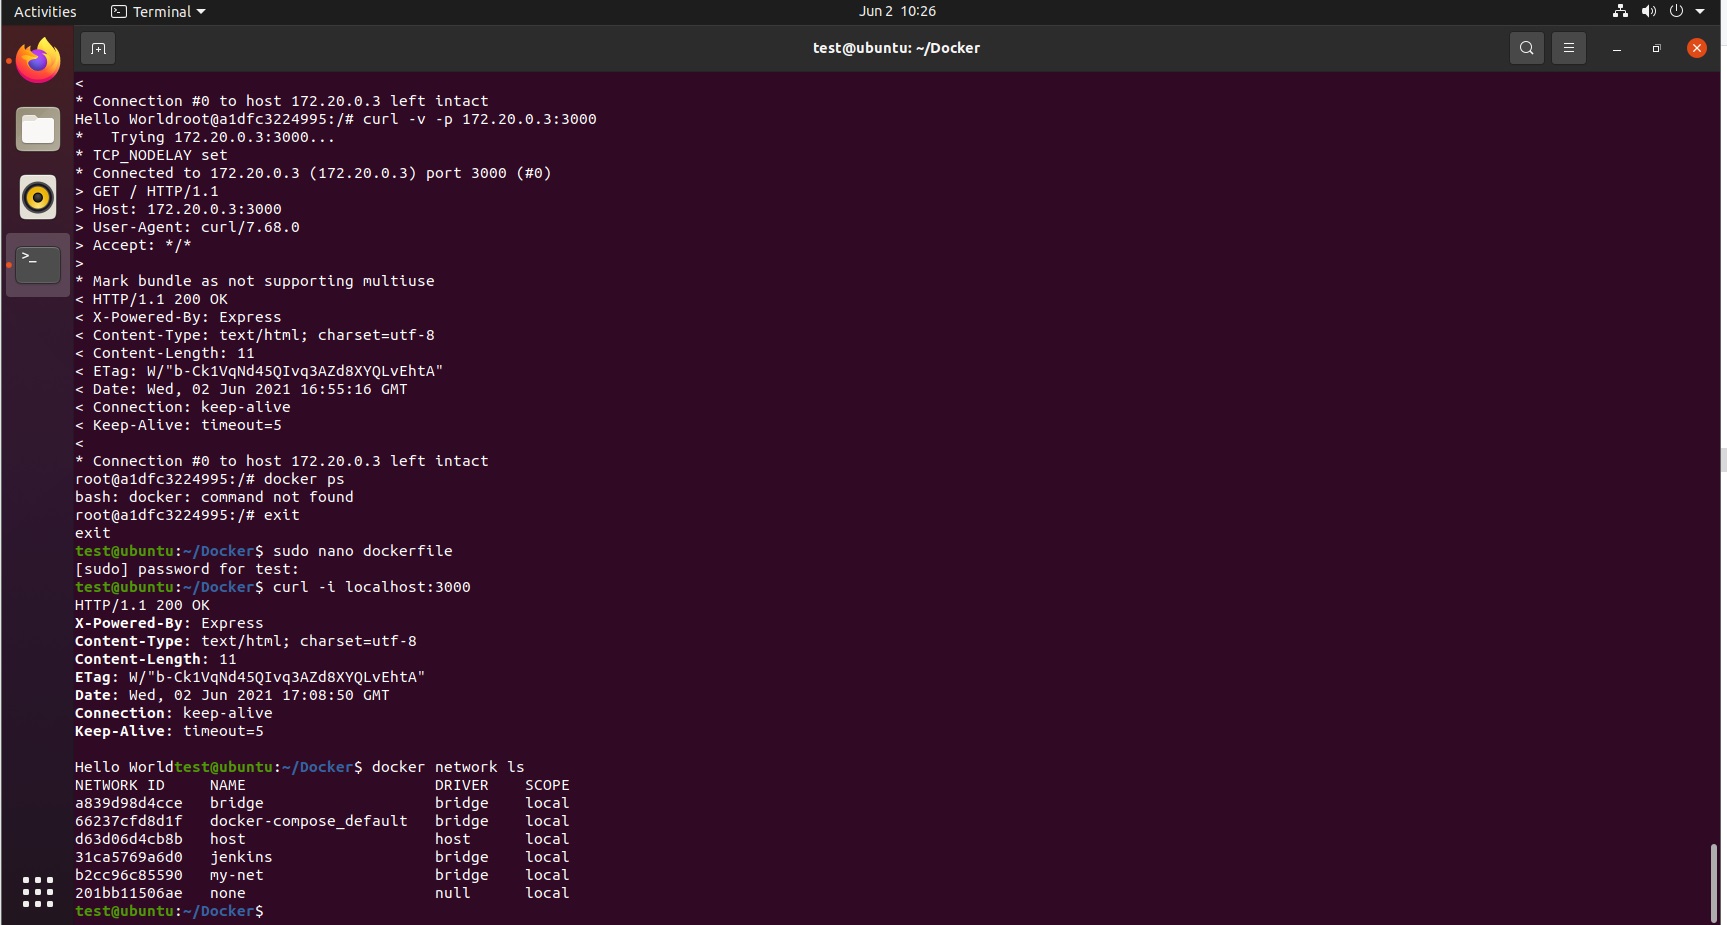 Activities
Terminal
Jun 2 10:26
test@ubuntu: ~/Docker
<
* Connection #0 to host 172.20.0.3 left intact
Hello Worldroot@a1dfc3224995:/# curl -v -p 172.20.0.3:3000
*   Trying 172.20.0.3:3000...
* TCP_NODELAY set
* Connected to 172.20.0.3 (172.20.0.3) port 3000 (#0)
> GET / HTTP/1.1
> Host: 172.20.0.3:3000
> User-Agent: curl/7.68.0
> Accept: */*
>
* Mark bundle as not supporting multiuse
< HTTP/1.1 200 OK
< X-Powered-By: Express
< Content-Type: text/html; charset=utf-8
< Content-Length: 11
< ETag: W/"b-Ck1VqNd45QIvq3AZd8XYQLvEhtA"
< Date: Wed, 02 Jun 2021 16:55:16 GMT
< Connection: keep-alive
< Keep-Alive: timeout=5
<
* Connection #0 to host 172.20.0.3 left intact
root@a1dfc3224995:/# docker ps
bash: docker: command not found
root@a1dfc3224995:/# exit
exit
test@ubuntu:~/Docker$ sudo nano dockerfile
[sudo] password for test:
test@ubuntu:~/Docker$ curl -i localhost:3000
HTTP/1.1 200 OK
X-Powered-By: Express
Content-Type: text/html; charset=utf-8
Content-Length: 11
ETag: W/"b-Ck1VqNd45QIvq3AZd8XYQLvEhtA"
Date: Wed, 02 Jun 2021 17:08:50 GMT
Connection: keep-alive
Keep-Alive: timeout=5

Hello Worldtest@ubuntu:~/Docker$ docker network ls
NETWORK ID     NAME                     DRIVER    SCOPE
a839d98d4cce   bridge                   bridge    local
66237cfd8d1f   docker-compose_default   bridge    local
d63d06d4cb8b   host                     host      local
31ca5769a6d0   jenkins                  bridge    local
b2cc96c85590   my-net                   bridge    local
201bb11506ae   none                     null      local
test@ubuntu:~/Docker$